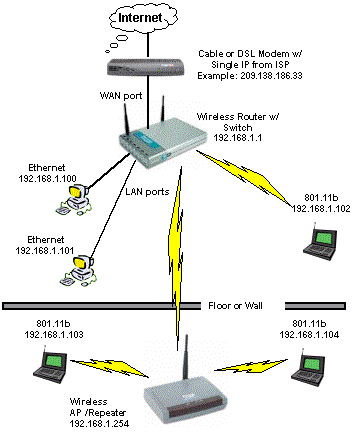 Internet
Cable or DSL Modem w/
Single IP from ISP
Example: 209.138.186.33
WAN port
Wireless Router w/
Switch
192.168.1.1
Ethernet
192.168.1.100
LAN ports
801.11b
192.168.1.102
Ethernet
192.168.1.101
Floor or Wall
801.11b
192.168.1.103
801.11b
192.168.1.104
Wireless
AP /Repeater
192.168.1.254